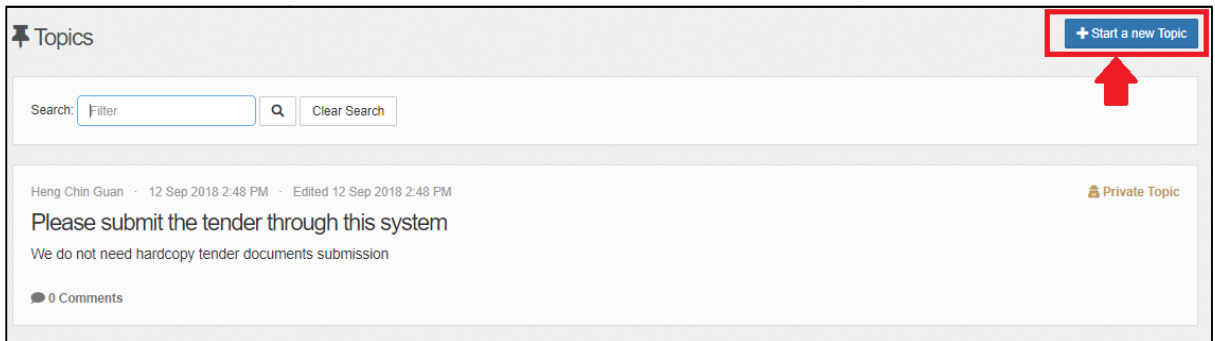 Topics
Start a new Topic
Search: Filter Clear Search
Heng Chin Guan · 12 Sep 2018 2:48 PM · Edited 12 Sep 2018 2:48 PM
Private Topic
Please submit the tender through this system
We do not need hardcopy tender documents submission
0 Comments